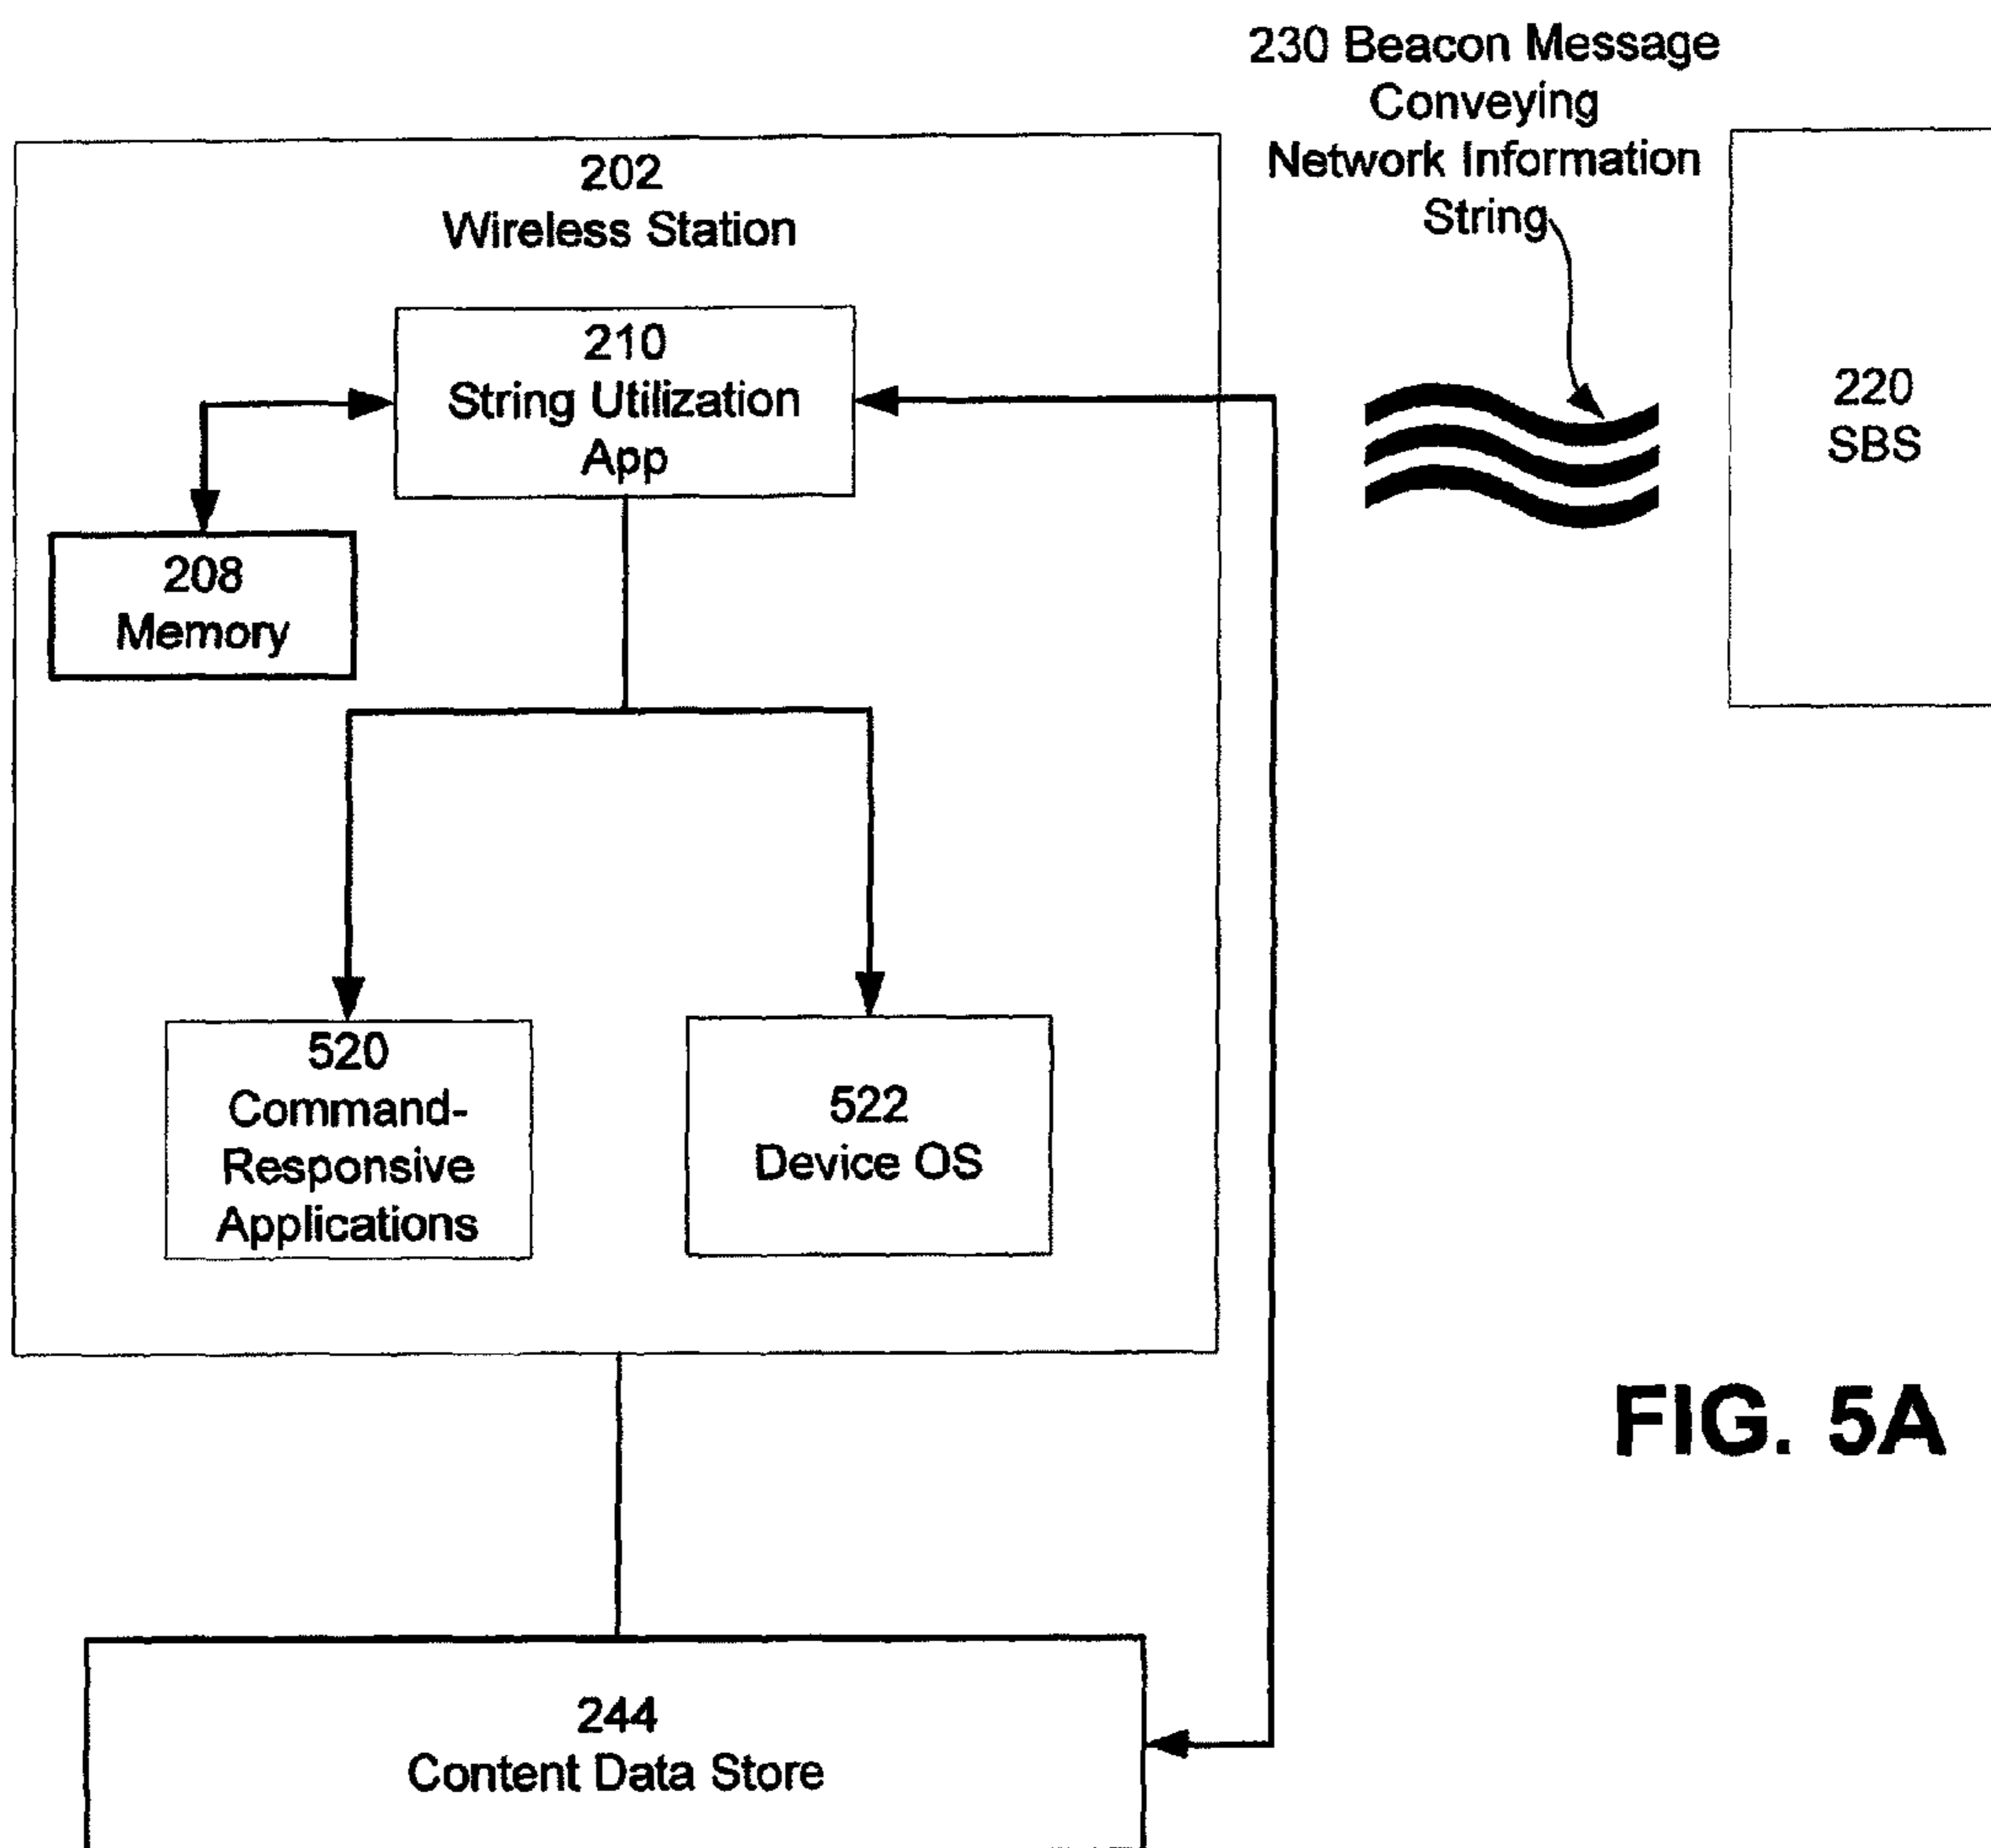 230 Beacon Message
Conveying
Network Information
String
202
Wireless Station
210
String Utilization
App
220
SBS
208
Memory
520
Command-
Responsive
Applications
522
Device OS
FIG. 5A
244
Content Data Store